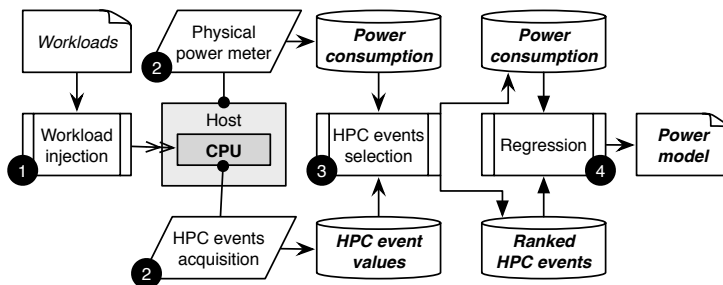 Workloads
Physical
power meter
2
Power
consumption
Power
consumption
Workload
injection
1
Host
CPU
HPC events
selection
3
Regression
4
Power
model
HPC events
acquisition
2
HPC event
values
Ranked
HPC events